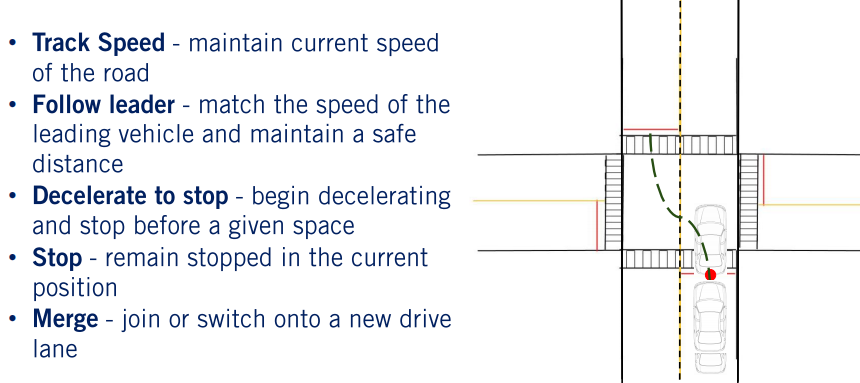 • Track Speed - maintain current speed
of the road
• Follow leader - match the speed of the
leading vehicle and maintain a safe
distance
• Decelerate to stop - begin decelerating
and stop before a given space
• Stop - remain stopped in the current
position
• Merge - join or switch onto a new drive
lane